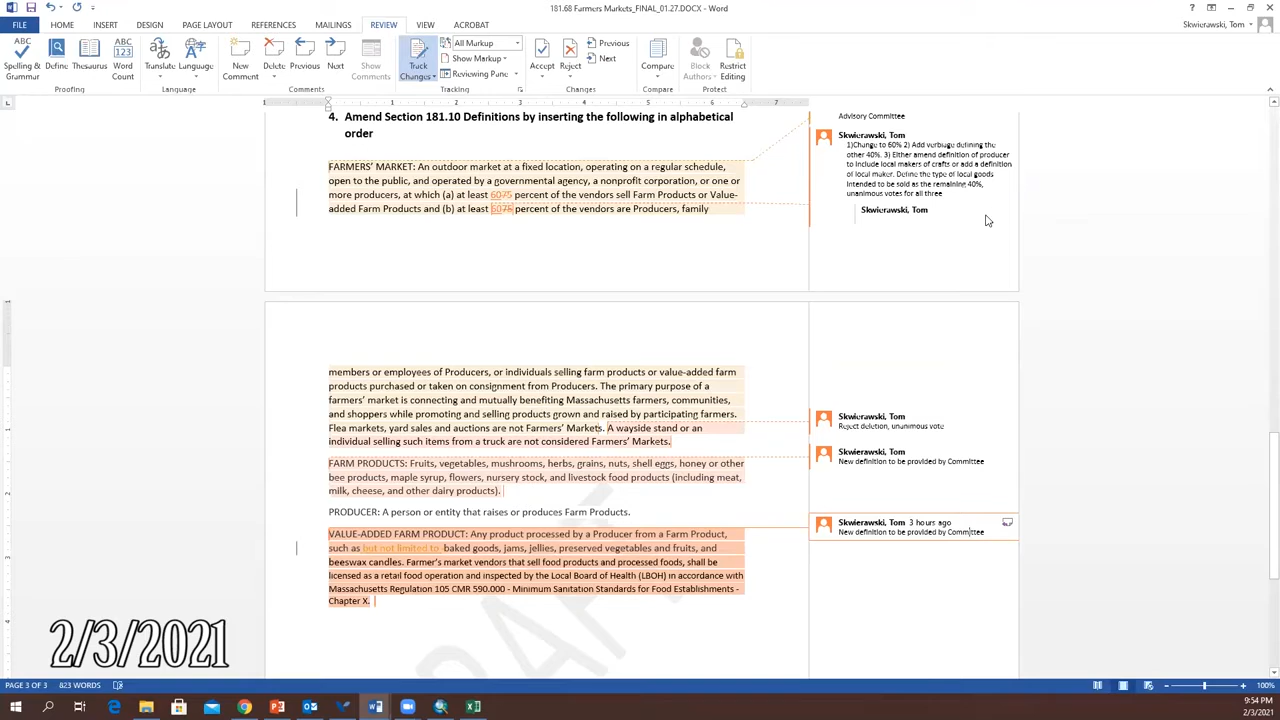 181.68 Farmers Markets_FINAL_01.27.DOCX - Word
FILE HOME INSERT DESIGN PAGE LAYOUT REFERENCES MAILINGS REVIEW VIEW ACROBAT
Skwierawski, Tom
Spelling & Grammar
Define
Thesaurus
Word Count
Proofing
Translate
Language
Language
New Comment
Delete
Previous
Next
Show Comments
Comments
Track Changes
All Markup
Show Markup
Reviewing Pane
Tracking
Accept
Reject
Previous
Next
Changes
Compare
Compare
Block Authors
Restrict Editing
Protect
1 1 2 3 4 5 6 7
4. Amend Section 181.10 Definitions by inserting the following in alphabetical
order
FARMERS' MARKET: An outdoor market at a fixed location, operating on a regular schedule,
open to the public, and operated by a governmental agency, a nonprofit corporation, or one or
more producers, at which (a) at least 6075 percent of the vendors sell Farm Products or Value-
added Farm Products and (b) at least 6075 percent of the vendors are Producers, family
Advisory Committee
Skwierawski, Tom
1)Change to 60% 2) Add verbiage defining the
other 40%. 3) Either amend definition of producer
to include local makers of crafts or add a definition
of local maker. Define the type of local goods
intended to be sold as the remaining 40%,
unanimous votes for all three
Skwierawski, Tom
members or employees of Producers, or individuals selling farm products or value-added farm
products purchased or taken on consignment from Producers. The primary purpose of a
farmers' market is connecting and mutually benefiting Massachusetts farmers, communities,
and shoppers while promoting and selling products grown and raised by participating farmers.
Flea markets, yard sales and auctions are not Farmers' Markets. A wayside stand or an
individual selling such items from a truck are not considered Farmers' Markets.
FARM PRODUCTS: Fruits, vegetables, mushrooms, herbs, grains, nuts, shell eggs, honey or other
bee products, maple syrup, flowers, nursery stock, and livestock food products (including meat,
milk, cheese, and other dairy products).
PRODUCER: A person or entity that raises or produces Farm Products.
VALUE-ADDED FARM PRODUCT: Any product processed by a Producer from a Farm Product,
such as but not limited to baked goods, jams, jellies, preserved vegetables and fruits, and
beeswax candles. Farmer's market vendors that sell food products and processed foods, shall be
licensed as a retail food operation and inspected by the Local Board of Health (LBOH) in accordance with
Massachusetts Regulation 105 CMR 590.000 - Minimum Sanitation Standards for Food Establishments -
Chapter X.
Skwierawski, Tom
Reject deletion, unanimous vote
Skwierawski, Tom
New definition to be provided by Committee
Skwierawski, Tom 3 hours ago
New definition to be provided by Committee
DRAFT
2/3/2021
PAGE 3 OF 3 823 WORDS
100%
9:54 PM
2/3/2021